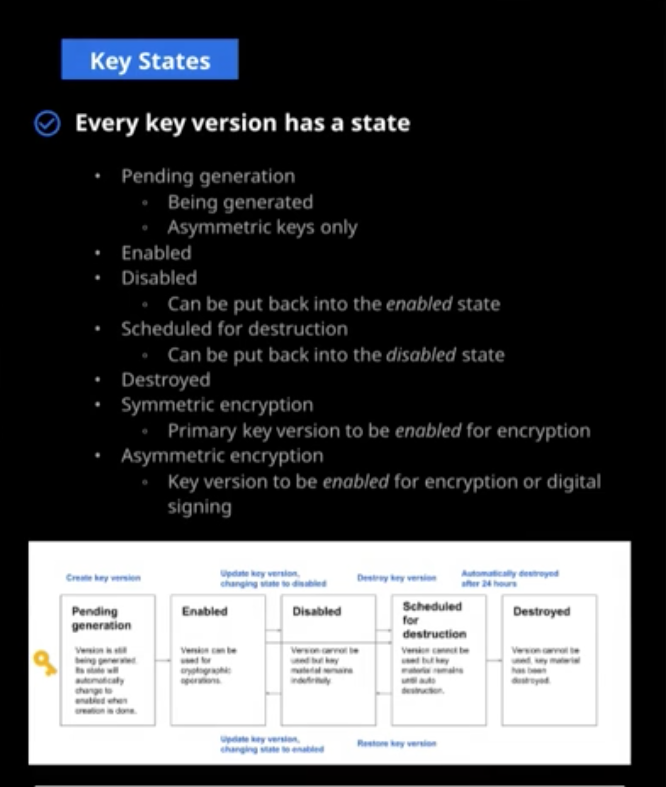 Key States
Every key version has a state
• Pending generation
◦ Being generated
◦ Asymmetric keys only
• Enabled
• Disabled
◦ Can be put back into the enabled state
• Scheduled for destruction
◦ Can be put back into the disabled state
• Destroyed
• Symmetric encryption
◦ Primary key version to be enabled for encryption
• Asymmetric encryption
◦ Key version to be enabled for encryption or digital
signing
Create key version
Update key version,
changing state to disabled
Destroy key version
Automatically destroyed
after 24 hours
Pending
generation
Version is still
being generated.
Its state will
automatically
change to
enabled when
creation is done.
Enabled
Version can be
used for
cryptographic
operations.
Disabled
Version cannot be
used but key
material remains
indefinitely.
Scheduled
for
destruction
Version cannot be
used but key
material remains
until auto
destruction.
Destroyed
Version cannot be
used, key material
has been
destroyed.
Update key version,
changing state to enabled
Restore key version